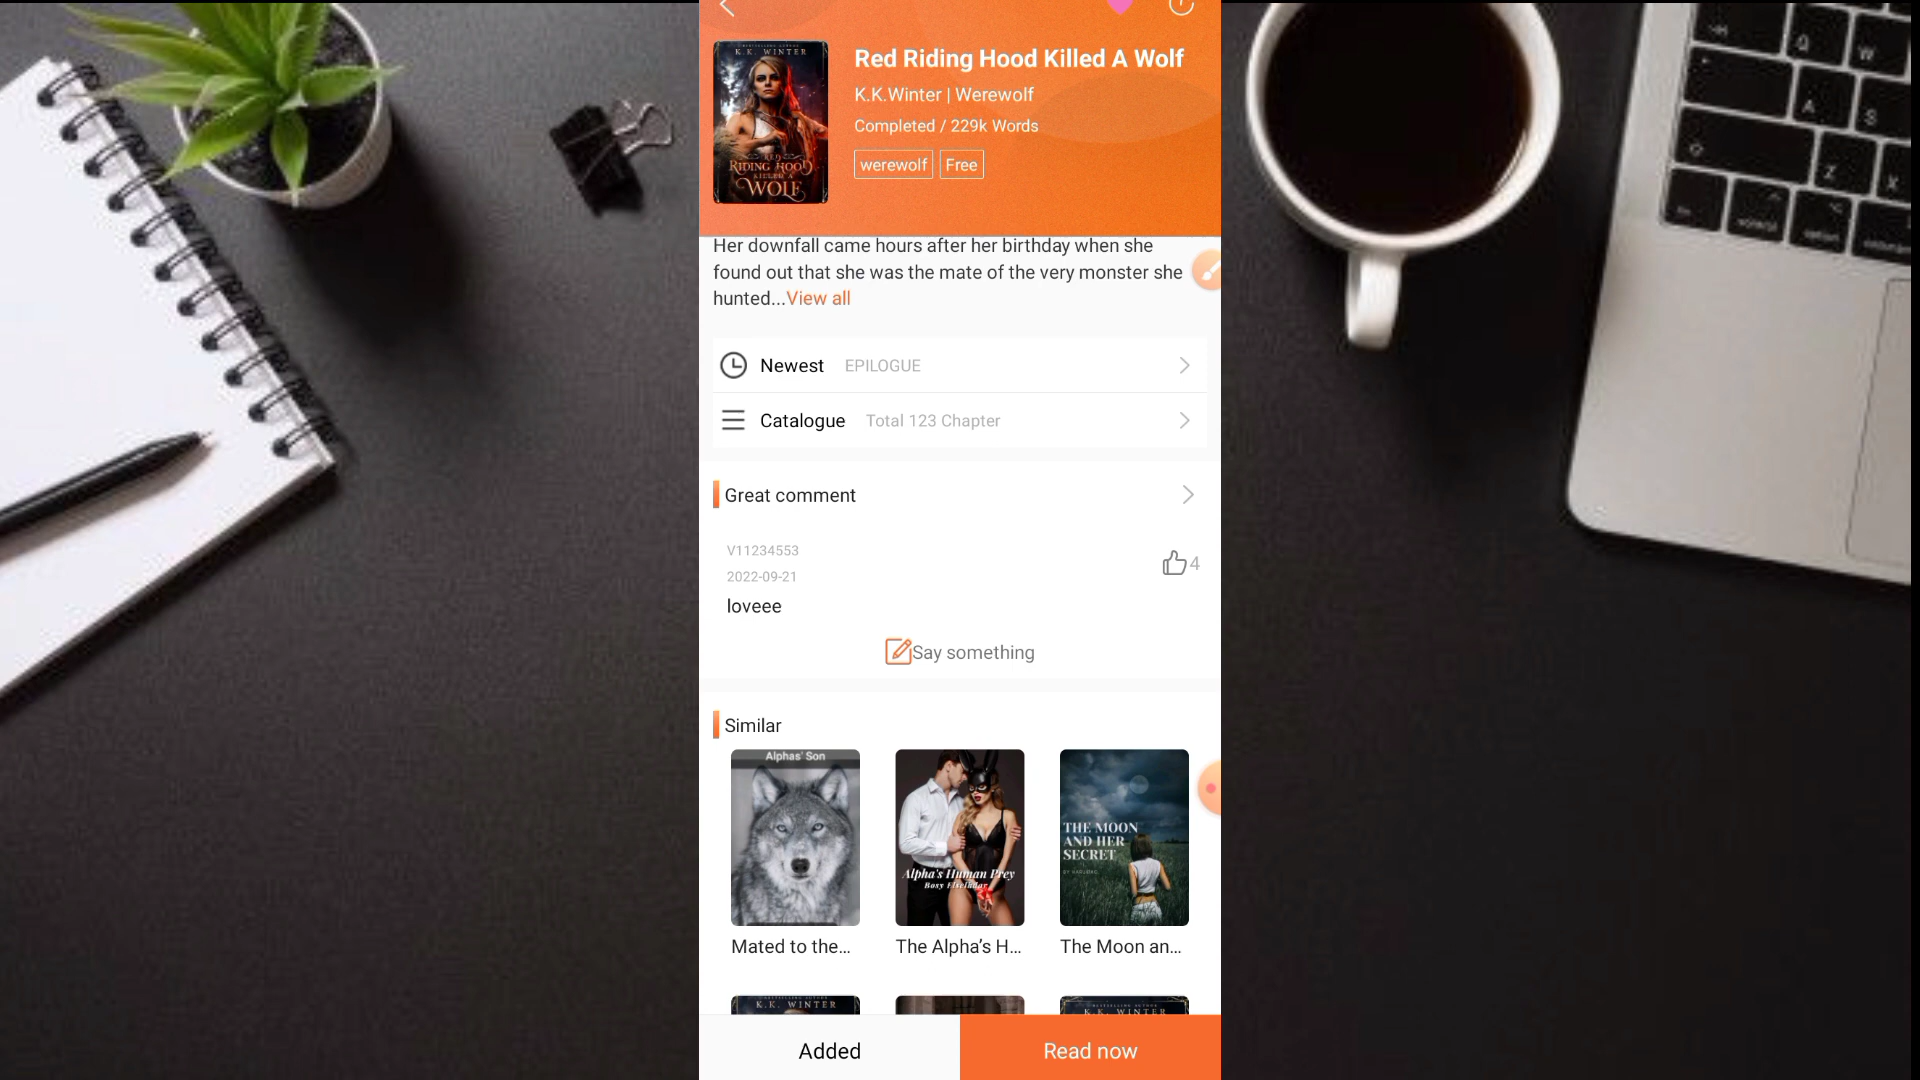 Red Riding Hood Killed A Wolf
K.K.Winter | Werewolf
Completed / 229k Words
werewolf Free
K.K. WINTER
RED
RIDING HOOD
KILLED A
WOLF
Her downfall came hours after her birthday when she
found out that she was the mate of the very monster she
hunted...View all
Newest EPILOGUE
Catalogue Total 123 Chapter
Great comment
V11234553
4
2022-09-21
loveee
Say something
Similar
Alphas' Son
Alpha's Human Prey
THE MOON
AND HER
SECRET
Mated to the...
The Alpha's H...
The Moon an...
K.K. WINTER
K.K. WINTER
Added
Read now
Q
W
A
S
Z
X